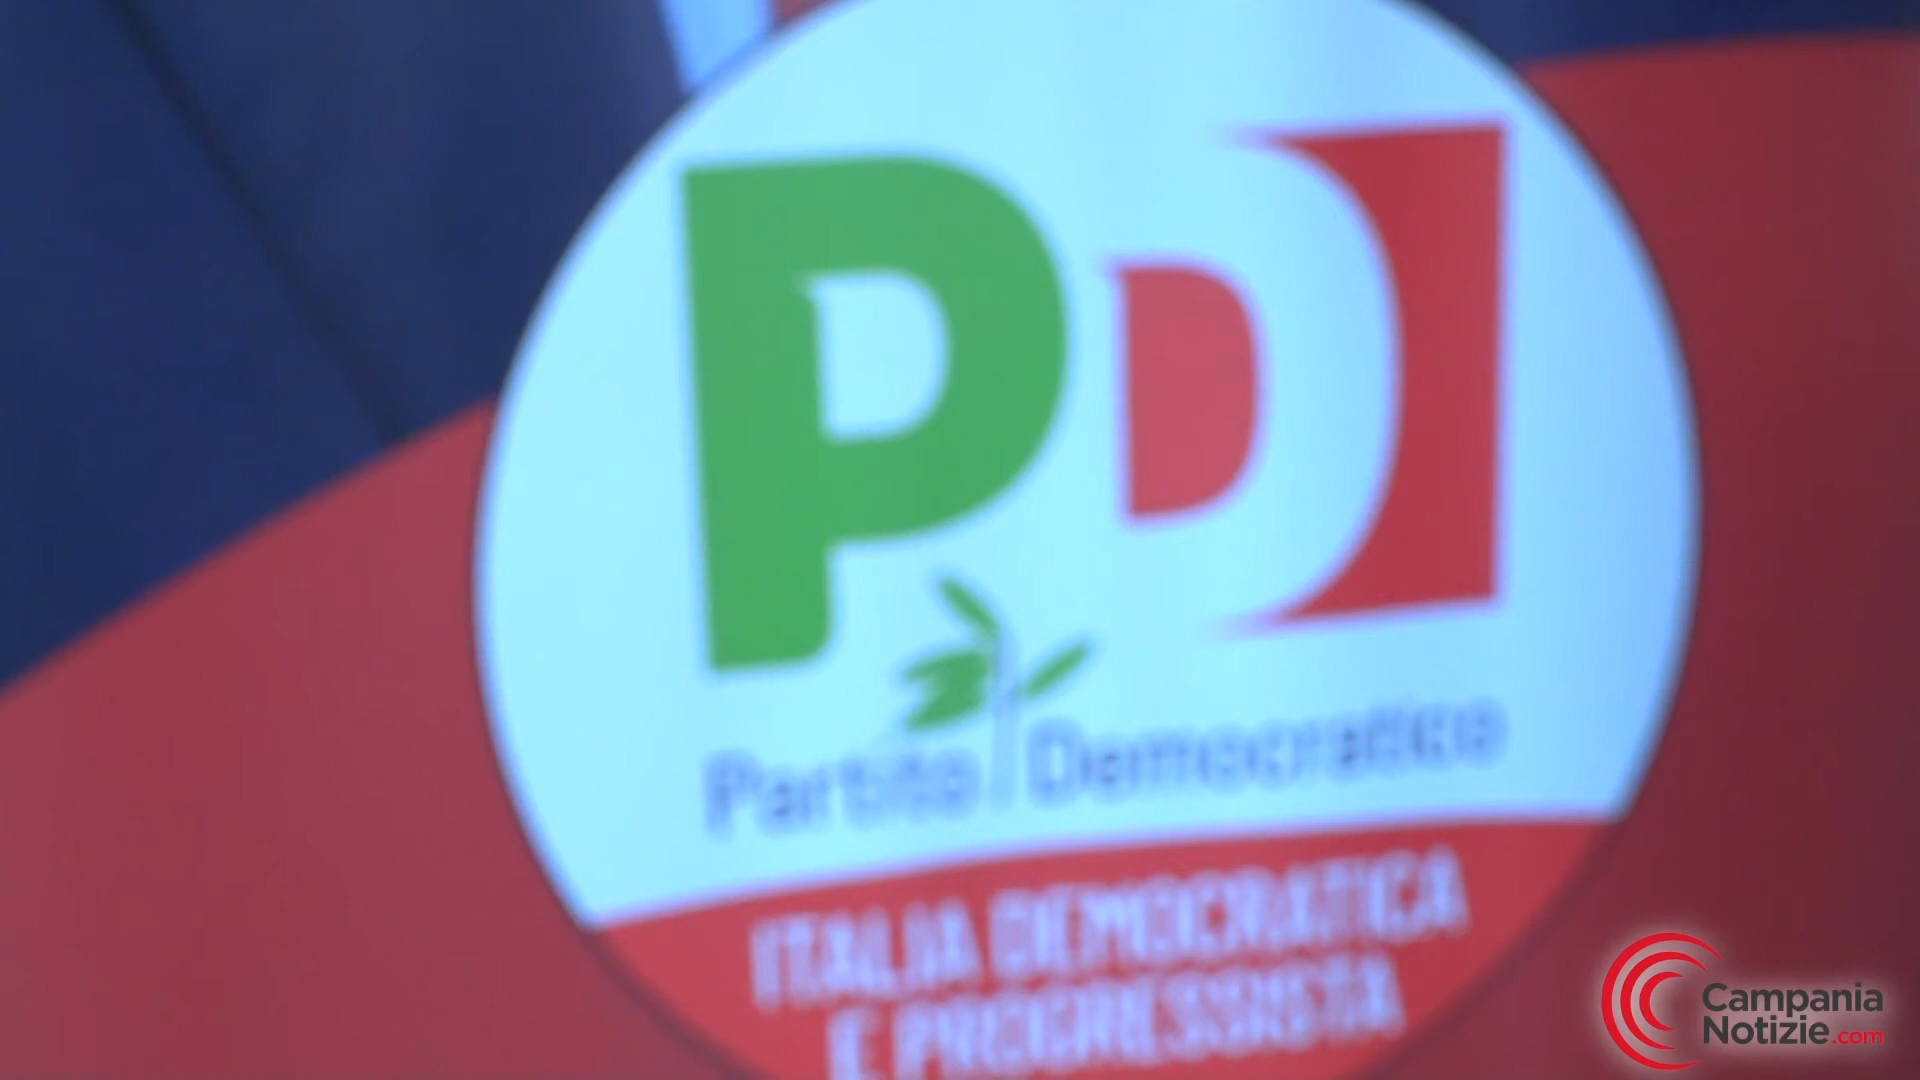 PD
Partito Democratico
ITALIA DEMOCRATICA
E PROGRESSISTA
Campania
Notizie.com